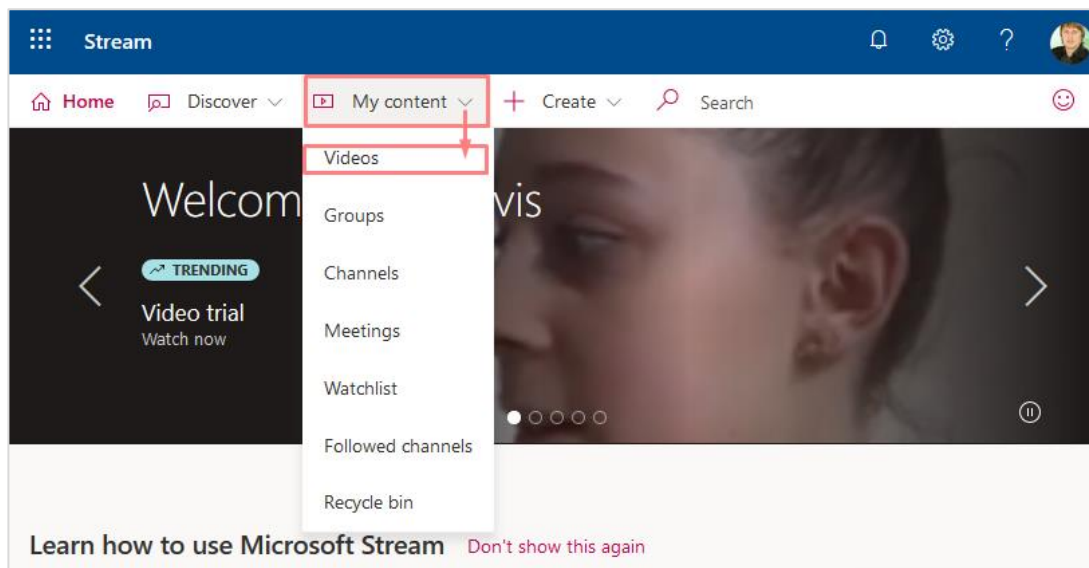 Stream
?
Home Discover My content Create Search
Videos
Welcom vis
Groups
TRENDING
Channels
Video trial
Meetings
Watch now
Watchlist
Followed channels
Recycle bin
Learn how to use Microsoft Stream Don't show this again